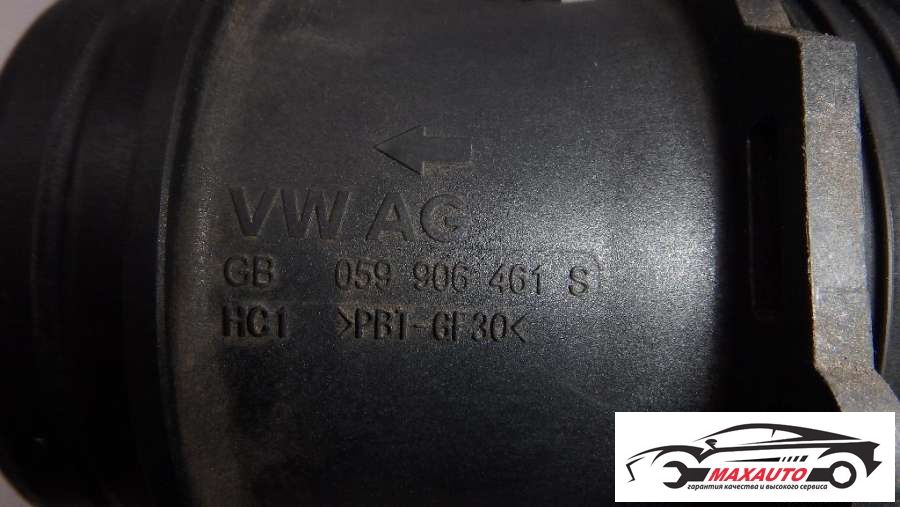 VW AG
GB 059 906 461 S
HC1 >PBT-GF30<
MAXAUTO
гарантия качества и высокого сервиса